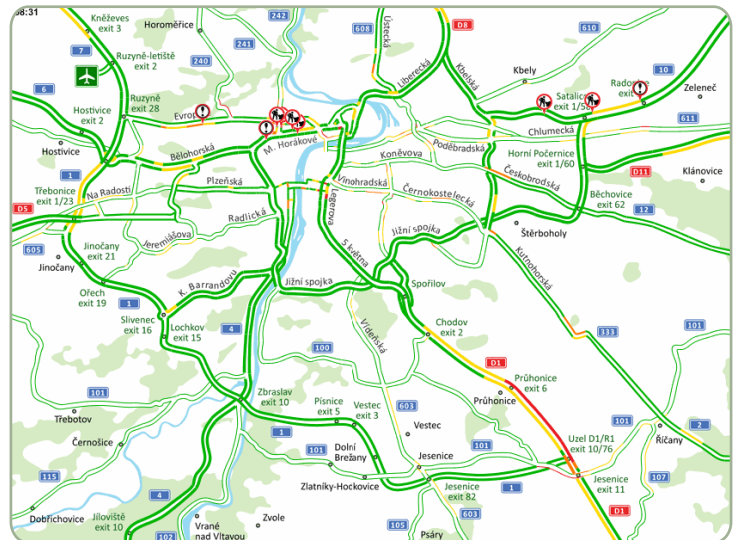 08:31
Kněževes
exit 3
Horoměřice
242
608
Ústecká
D8
610
7
241
Ruzyně-letiště
exit 2
240
Liberecká
Kbelská
Kbely
10
6
Zeleneč
Ruzyně
exit 28
Hostivice
exit 2
Satalice
exit 1/5
611
Chlumecká
M. Horákové
Poděbradská
Hostivice
Bělohorská
Koněvova
Horní Počernice
exit 1/60
D11
Klánovice
1
Plzeňská
Vinohradská
Českobrodská
Třebonice
exit 1/23
Na Radosti
Černokostelecká
Běchovice
exit 62
D5
Legerova
12
Radlická
Jeremiášova
Jižní spojka
Štěrboholy
605
Jinočany
exit 21
5 května
Kutnohorská
Jinočany
K. Barrandovu
Jižní spojka
Spořilov
Ořech
exit 19
1
Slivenec
exit 16
Lochkov
exit 15
4
Vídeňská
Chodov
exit 2
333
101
100
D1
Průhonice
exit 6
101
Zbraslav
exit 10
Průhonice
Třebotov
Písnice
exit 5
Vestec
exit 3
603
101
2
Vestec
Černošice
1
Uzel D1/R1
exit 10/76
Říčany
101
Dolní
Břežany
Jesenice
101
115
Zlatníky-Hockovice
Jesenice
exit 82
1
Jesenice
exit 11
107
4
Dobřichovice
Jíloviště
exit 10
Vrané
nad Vltavou
Zvole
603
D1
105
102
Psáry